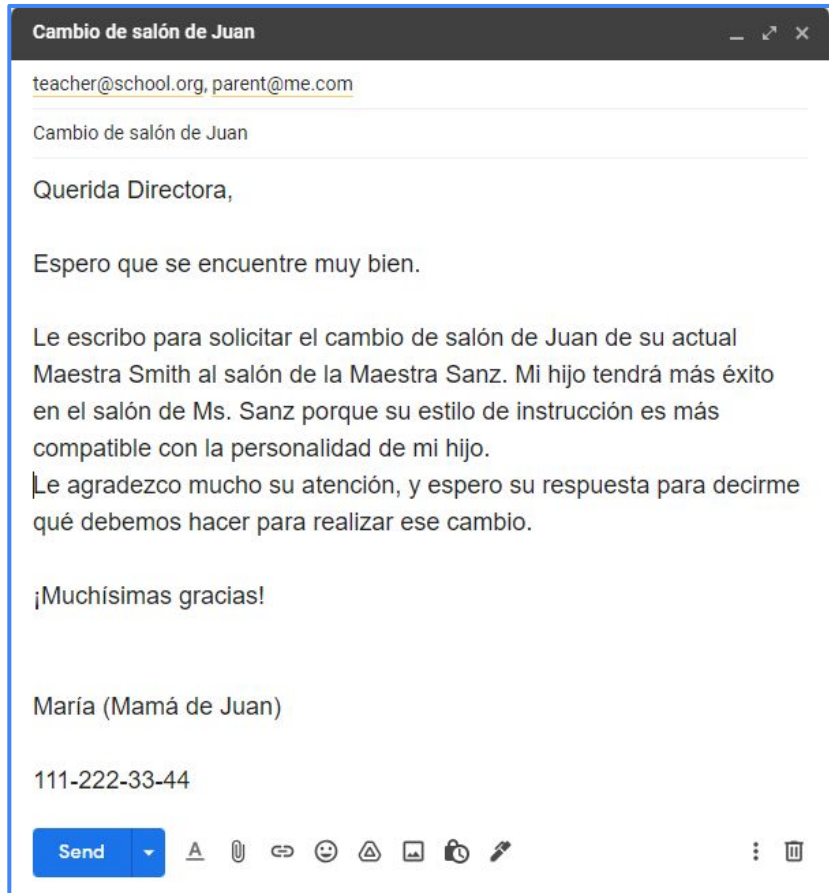 Cambio de salón de Juan
teacher@school.org, parent@me.com
Cambio de salón de Juan
Querida Directora,
Espero que se encuentre muy bien.
Le escribo para solicitar el cambio de salón de Juan de su actual
Maestra Smith al salón de la Maestra Sanz. Mi hijo tendrá más éxito
en el salón de Ms. Sanz porque su estilo de instrucción es más
compatible con la personalidad de mi hijo.
Le agradezco mucho su atención, y espero su respuesta para decirme
qué debemos hacer para realizar ese cambio.
¡Muchísimas gracias!
María (Mamá de Juan)
111-222-33-44
Send